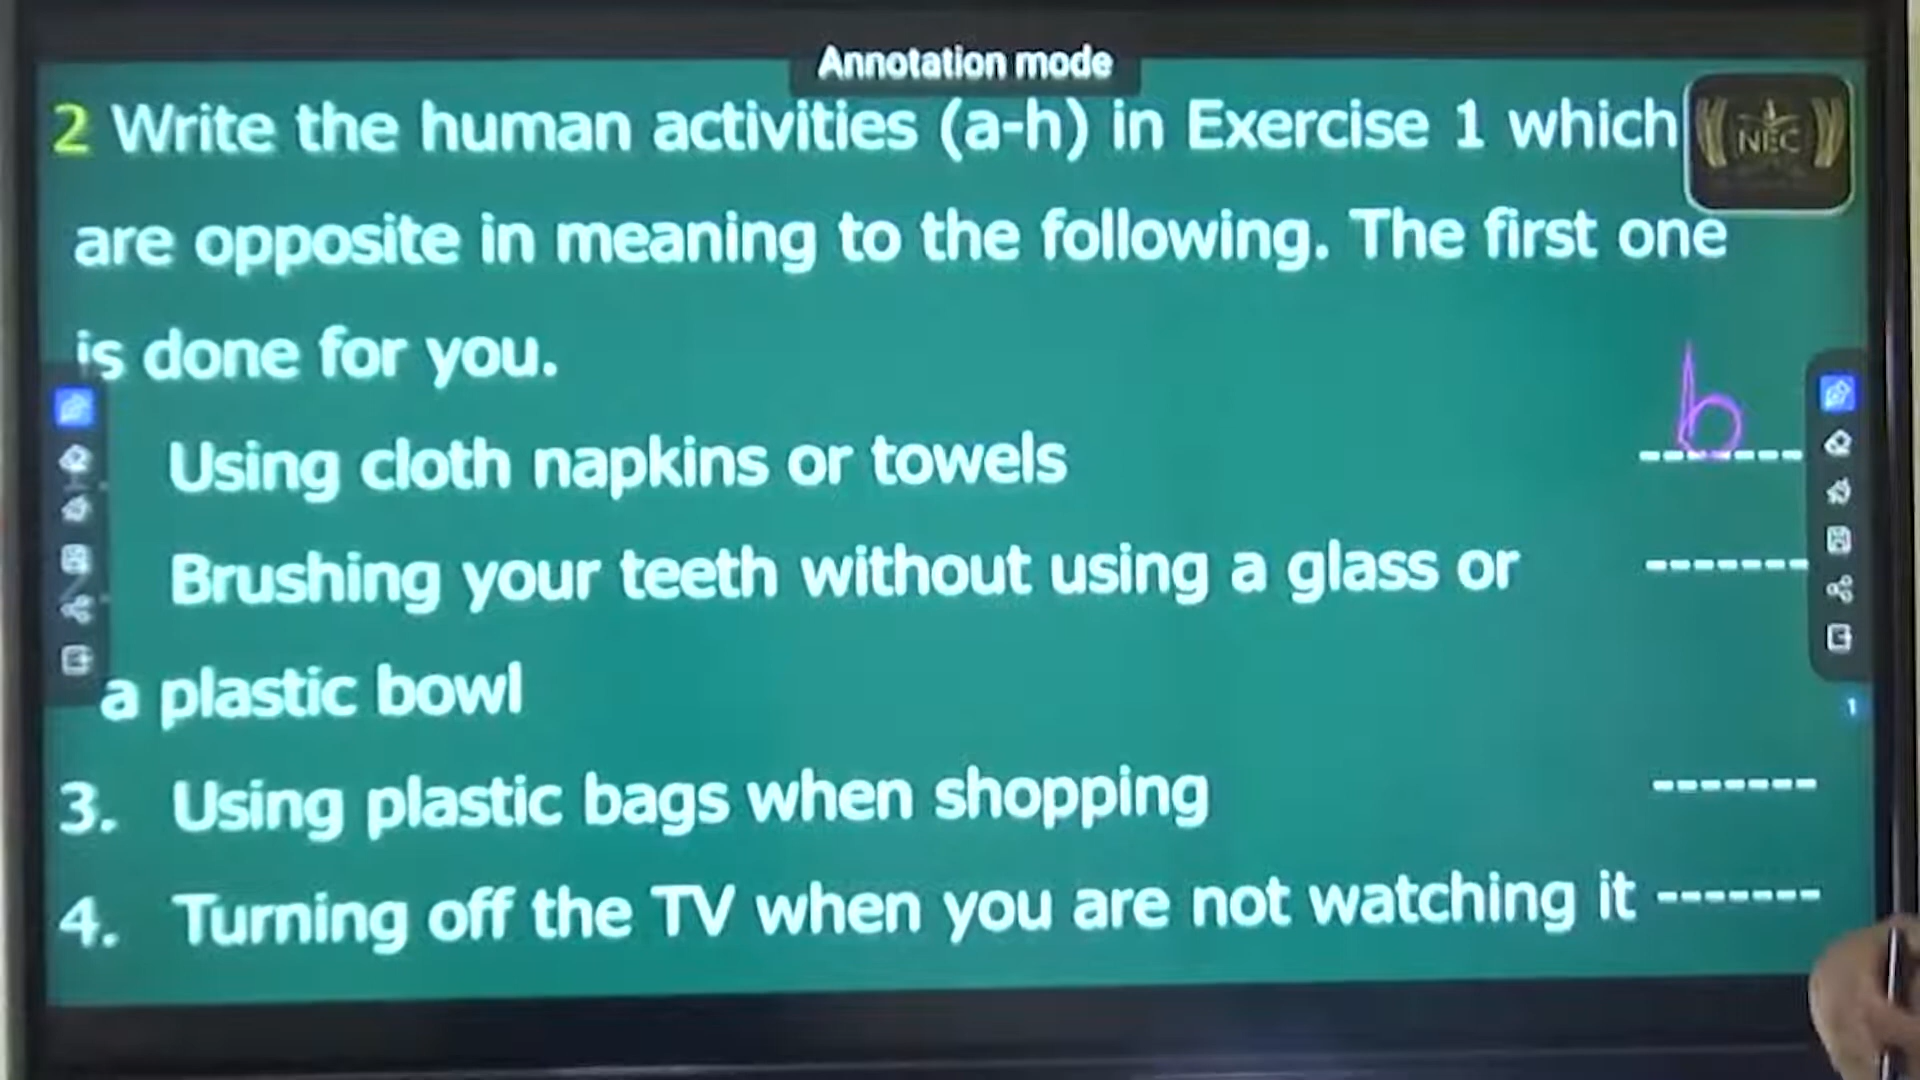 Annotation mode
2 Write the human activities (a-h) in Exercise 1 which
NEC
are opposite in meaning to the following. The first one
is done for you.
Using cloth napkins or towels ------- b
Brushing your teeth without using a glass or -------
a plastic bowl
1
3. Using plastic bags when shopping -------
4. Turning off the TV when you are not watching it -------